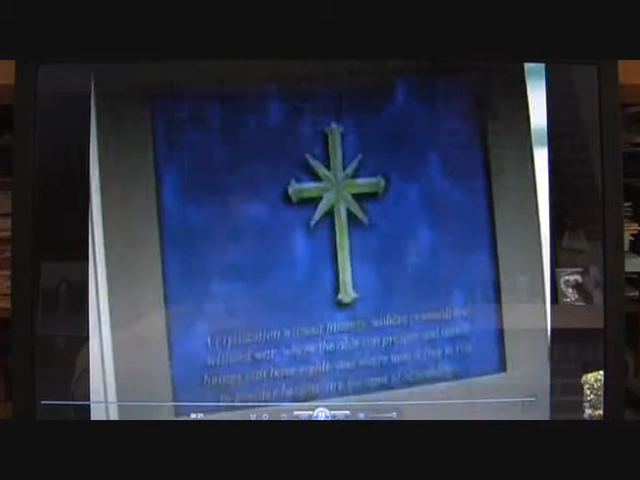 A civilization without insanity, without criminals and
without war, where the able can prosper and honest
beings can have rights, and where man is free to rise
to greater heights, are the aims of Scientology.